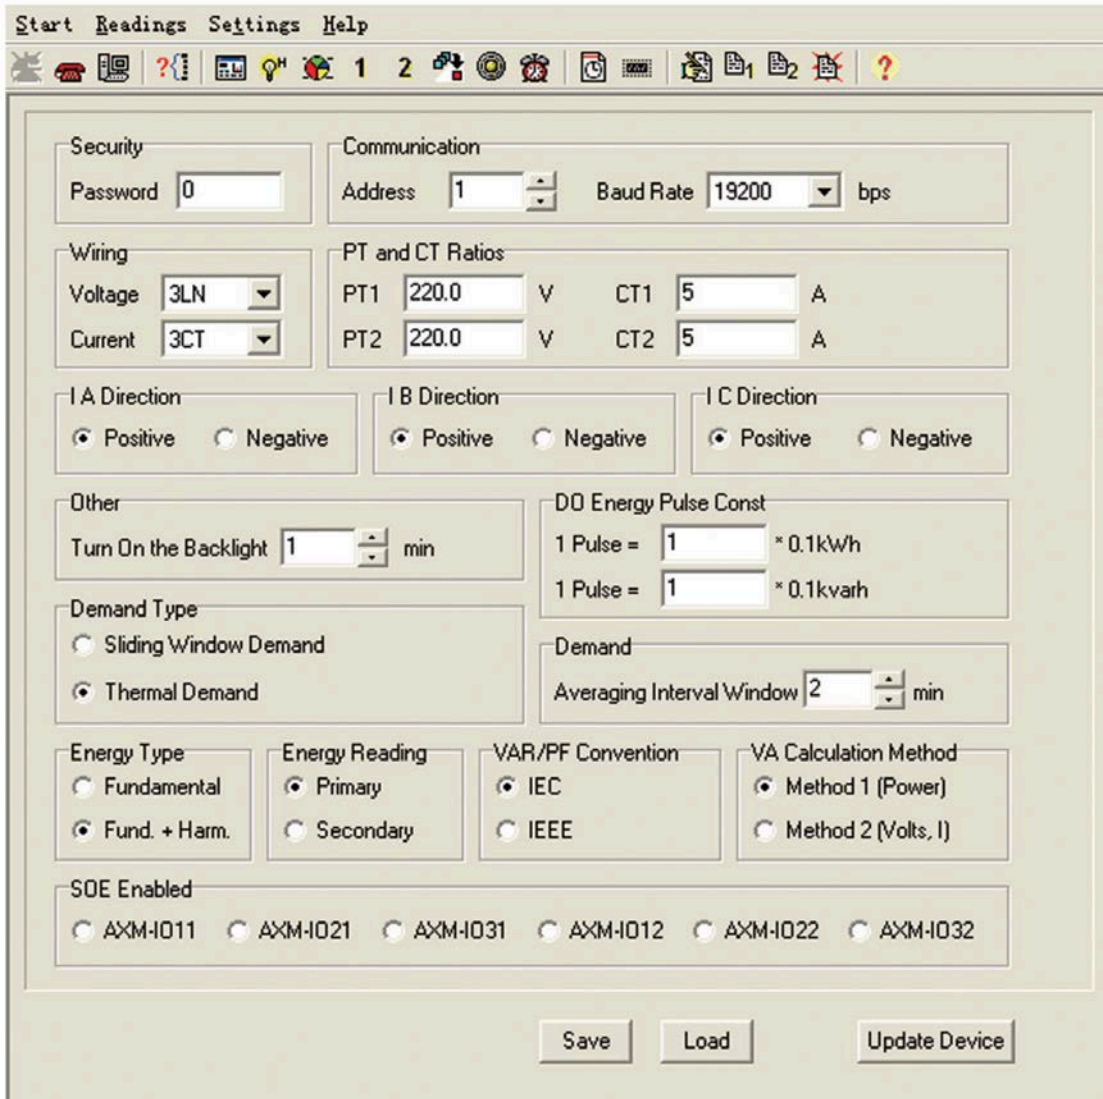 Start Readings Settings Help
?{ H 1 2 1 2 ?
Security
Password 0
Communication
Address 1 Baud Rate 19200 bps
Wiring
Voltage 3LN
Current 3CT
PT and CT Ratios
PT1 220.0 V CT1 5 A
PT2 220.0 V CT2 5 A
I A Direction
Positive Negative
I B Direction
Positive Negative
I C Direction
Positive Negative
Other
Turn On the Backlight 1 min
DO Energy Pulse Const
1 Pulse = 1 * 0.1kWh
1 Pulse = 1 * 0.1kvarh
Demand Type
Sliding Window Demand
Thermal Demand
Demand
Averaging Interval Window 2 min
Energy Type
Fundamental
Fund. + Harm.
Energy Reading
Primary
Secondary
VAR/PF Convention
IEC
IEEE
VA Calculation Method
Method 1 (Power)
Method 2 (Volts, I)
SOE Enabled
AXM-IO11 AXM-IO21 AXM-IO31 AXM-IO12 AXM-IO22 AXM-IO32
Save Load Update Device